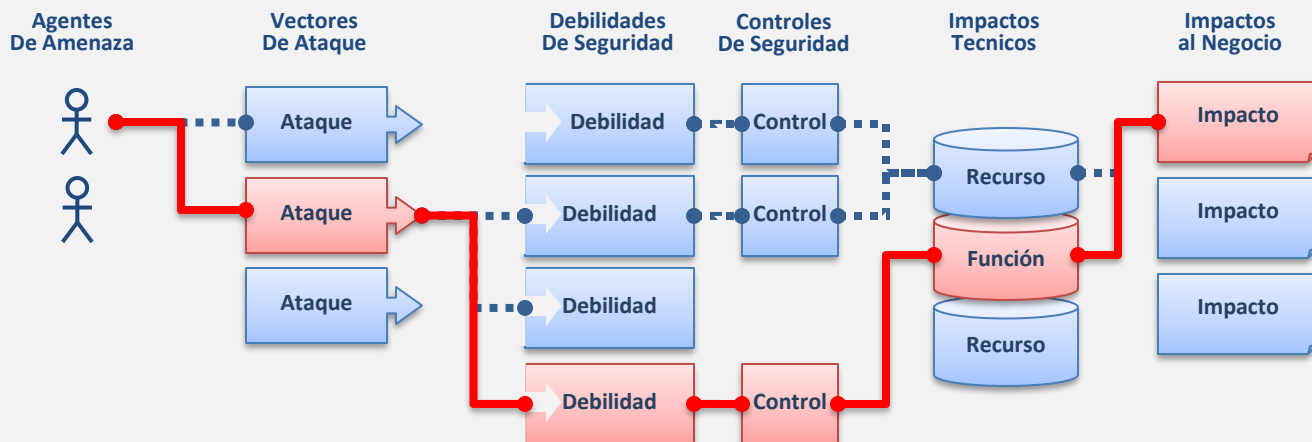 Agentes
De Amenaza
Vectores
De Ataque
Debilidades
De Seguridad
Controles
De Seguridad
Impactos
Tecnicos
Impactos
al Negocio
Ataque
Debilidad
Control
Impacto
Recurso
Ataque
Debilidad
Control
Impacto
Función
Ataque
Debilidad
Impacto
Recurso
Debilidad
Control